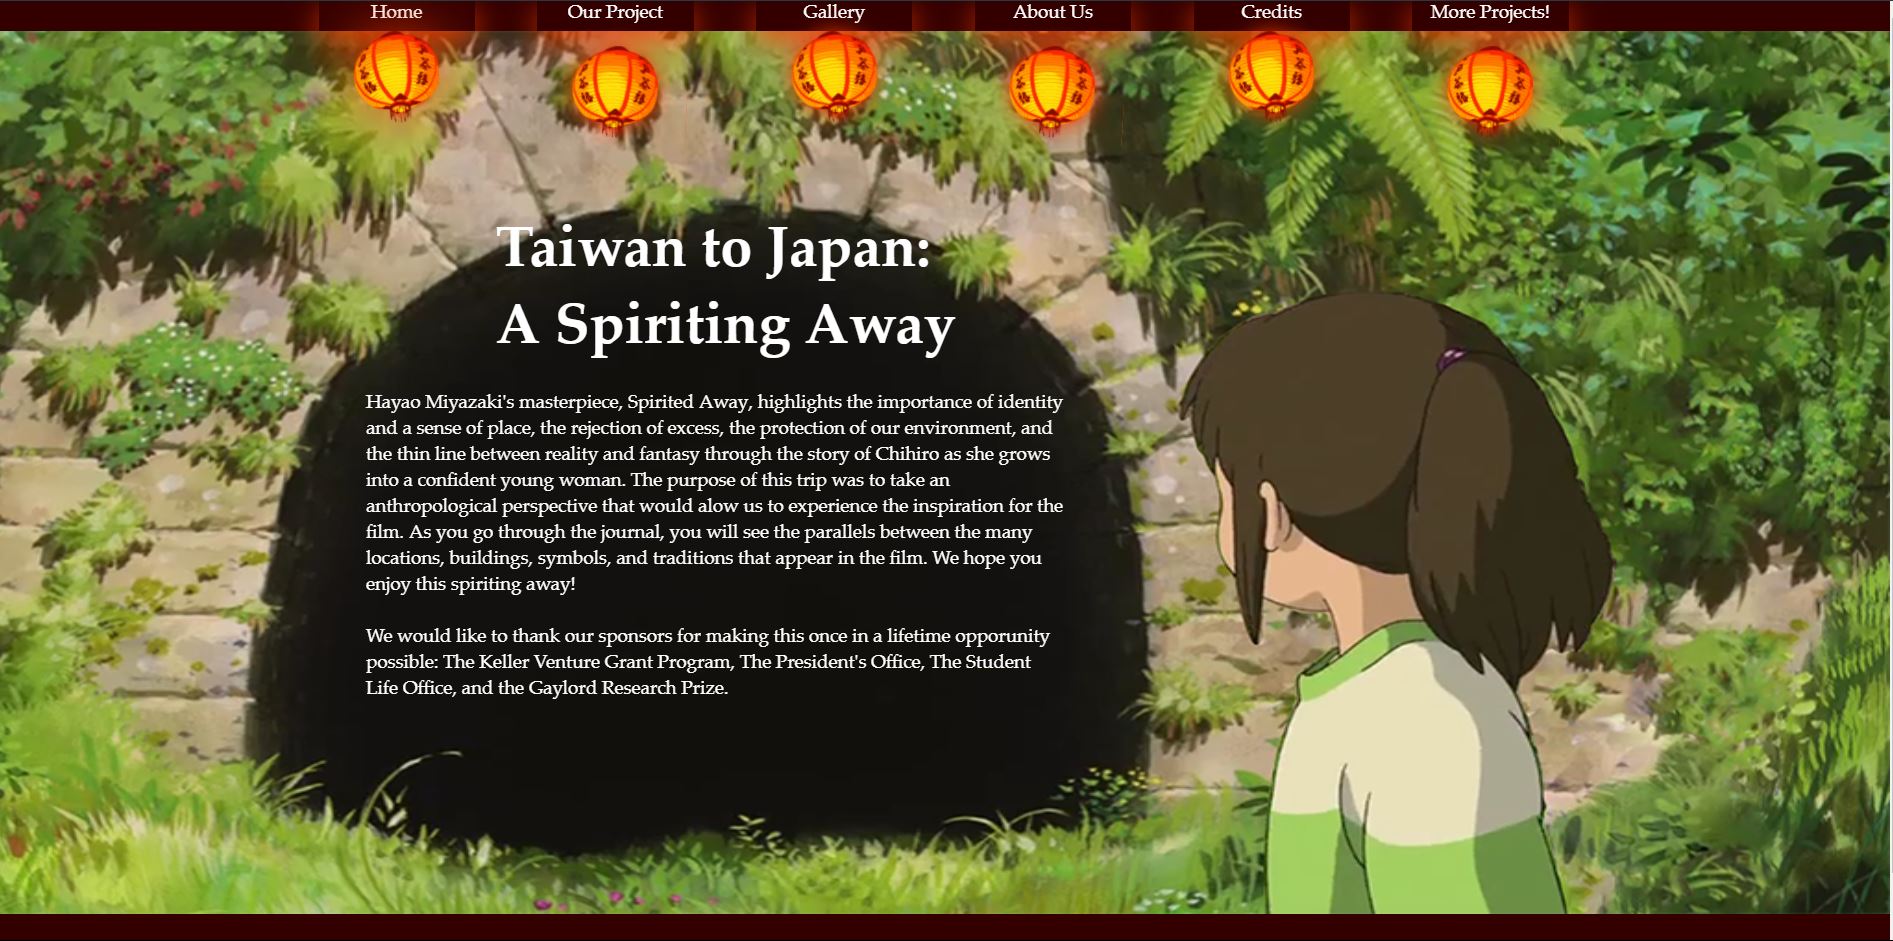 Home Our Project Gallery About Us Credits More Projects!
Taiwan to Japan:
A Spiriting Away
Hayao Miyazaki's masterpiece, Spirited Away, highlights the importance of identity
and a sense of place, the rejection of excess, the protection of our environment, and
the thin line between reality and fantasy through the story of Chihiro as she grows
into a confident young woman. The purpose of this trip was to take an
anthropological perspective that would alow us to experience the inspiration for the
film. As you go through the journal, you will see the parallels between the many
locations, buildings, symbols, and traditions that appear in the film. We hope you
enjoy this spiriting away!
We would like to thank our sponsors for making this once in a lifetime opporunity
possible: The Keller Venture Grant Program, The President's Office, The Student
Life Office, and the Gaylord Research Prize.